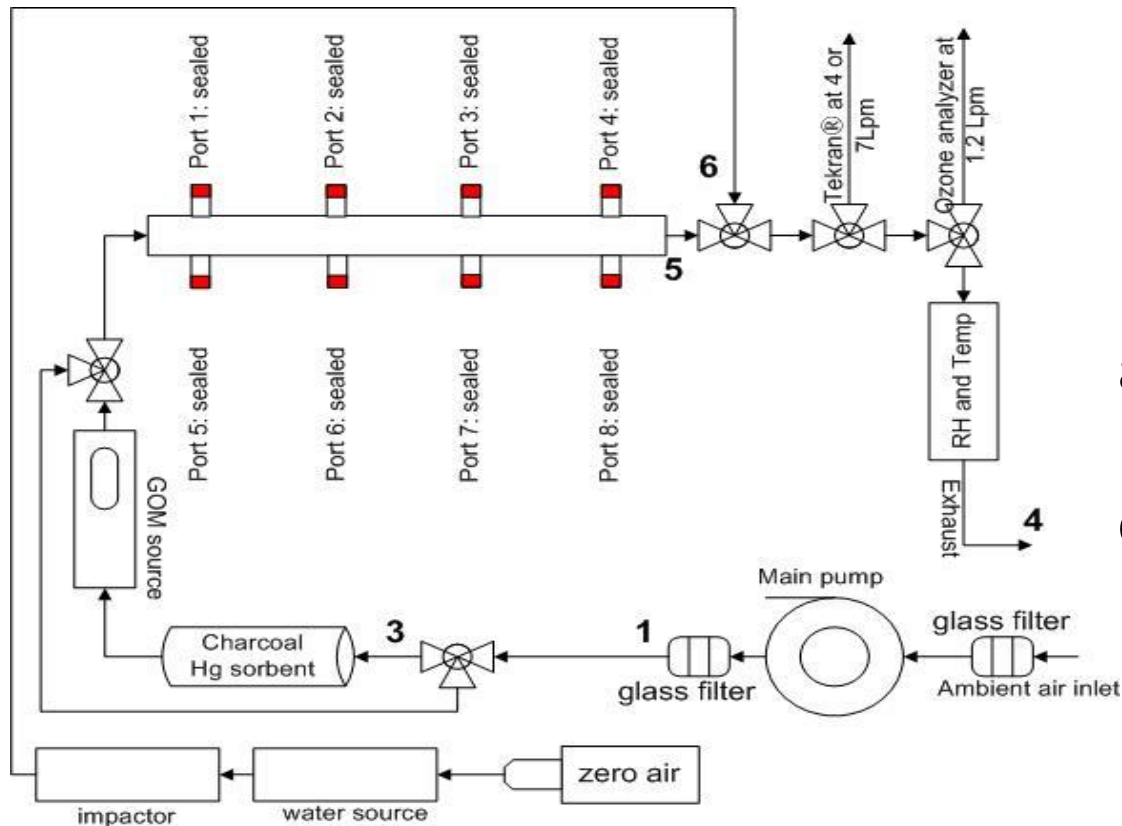 Port 1: sealed
Port 2: sealed
Port 3: sealed
Port 4: sealed
6
Tekran® at 4 or
7Lpm
Ozone analyzer at
1.2 Lpm
5
Port 5: sealed
Port 6: sealed
Port 7: sealed
Port 8: sealed
RH and Temp
Exhaust
4
GOM source
Main pump
glass filter
Ambient air inlet
1
glass filter
3
Charcoal
Hg sorbent
zero air
water source
impactor